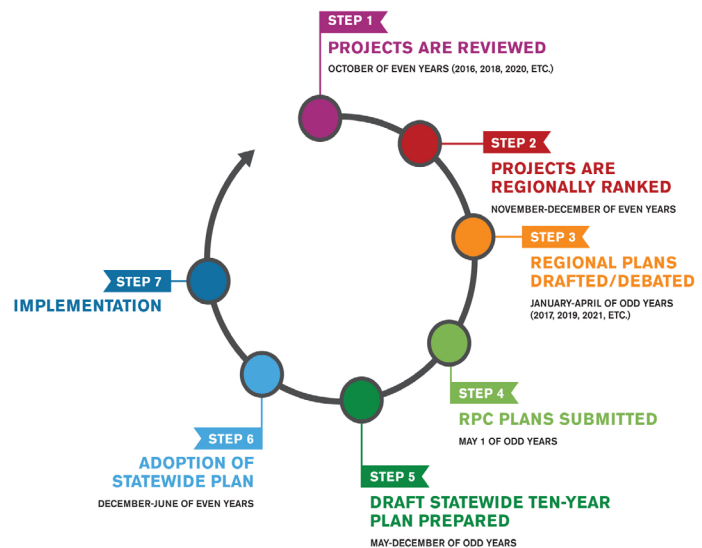 STEP 1
PROJECTS ARE REVIEWED
OCTOBER OF EVEN YEARS (2016, 2018, 2020, ETC.)
STEP 2
PROJECTS ARE
REGIONALLY RANKED
NOVEMBER-DECEMBER OF EVEN YEARS
STEP 3
REGIONAL PLANS
DRAFTED/DEBATED
JANUARY-APRIL OF ODD YEARS
(2017, 2019, 2021, ETC.)
STEP 4
RPC PLANS SUBMITTED
MAY 1 OF ODD YEARS
STEP 5
DRAFT STATEWIDE TEN-YEAR
PLAN PREPARED
MAY-DECEMBER OF ODD YEARS
STEP 6
ADOPTION OF
STATEWIDE PLAN
DECEMBER-JUNE OF EVEN YEARS
STEP 7
IMPLEMENTATION